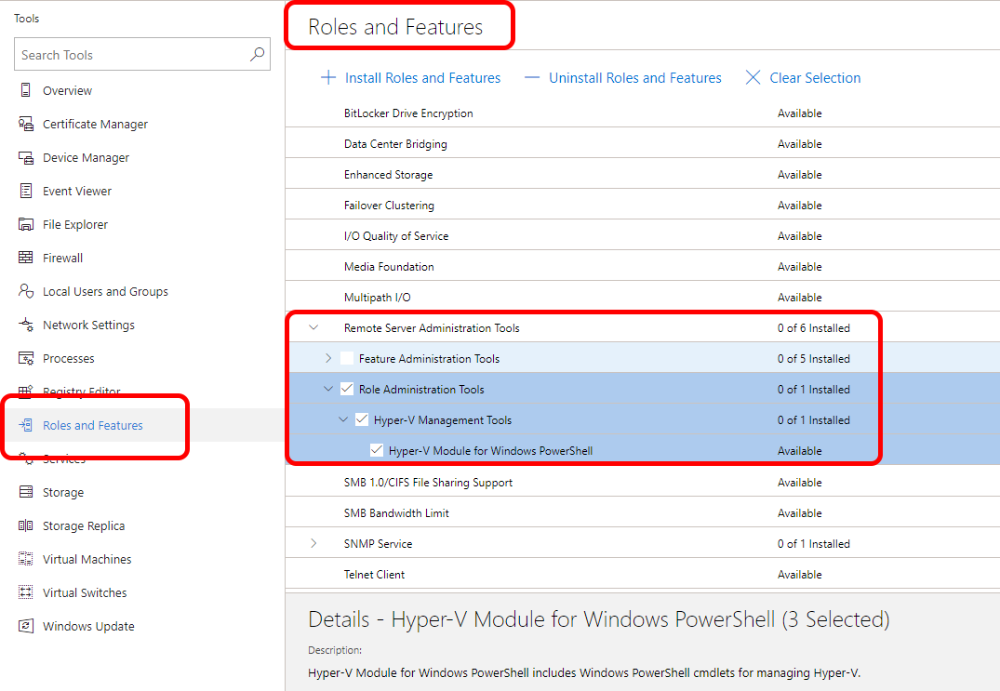 Tools
Search Tools
Overview
Certificate Manager
Device Manager
Event Viewer
File Explorer
Firewall
Local Users and Groups
Network Settings
Processes
Registry Editor
Roles and Features
Services
Storage
Storage Replica
Virtual Machines
Virtual Switches
Windows Update
Roles and Features
Install Roles and Features Uninstall Roles and Features Clear Selection
BitLocker Drive Encryption Available
Data Center Bridging Available
Enhanced Storage Available
Failover Clustering Available
I/O Quality of Service Available
Media Foundation Available
Multipath I/O Available
Remote Server Administration Tools 0 of 6 Installed
Feature Administration Tools 0 of 5 Installed
Role Administration Tools 0 of 1 Installed
Hyper-V Management Tools 0 of 1 Installed
Hyper-V Module for Windows PowerShell Available
SMB 1.0/CIFS File Sharing Support Available
SMB Bandwidth Limit Available
SNMP Service 0 of 1 Installed
Telnet Client Available
Details - Hyper-V Module for Windows PowerShell (3 Selected)
Description:
Hyper-V Module for Windows PowerShell includes Windows PowerShell cmdlets for managing Hyper-V.